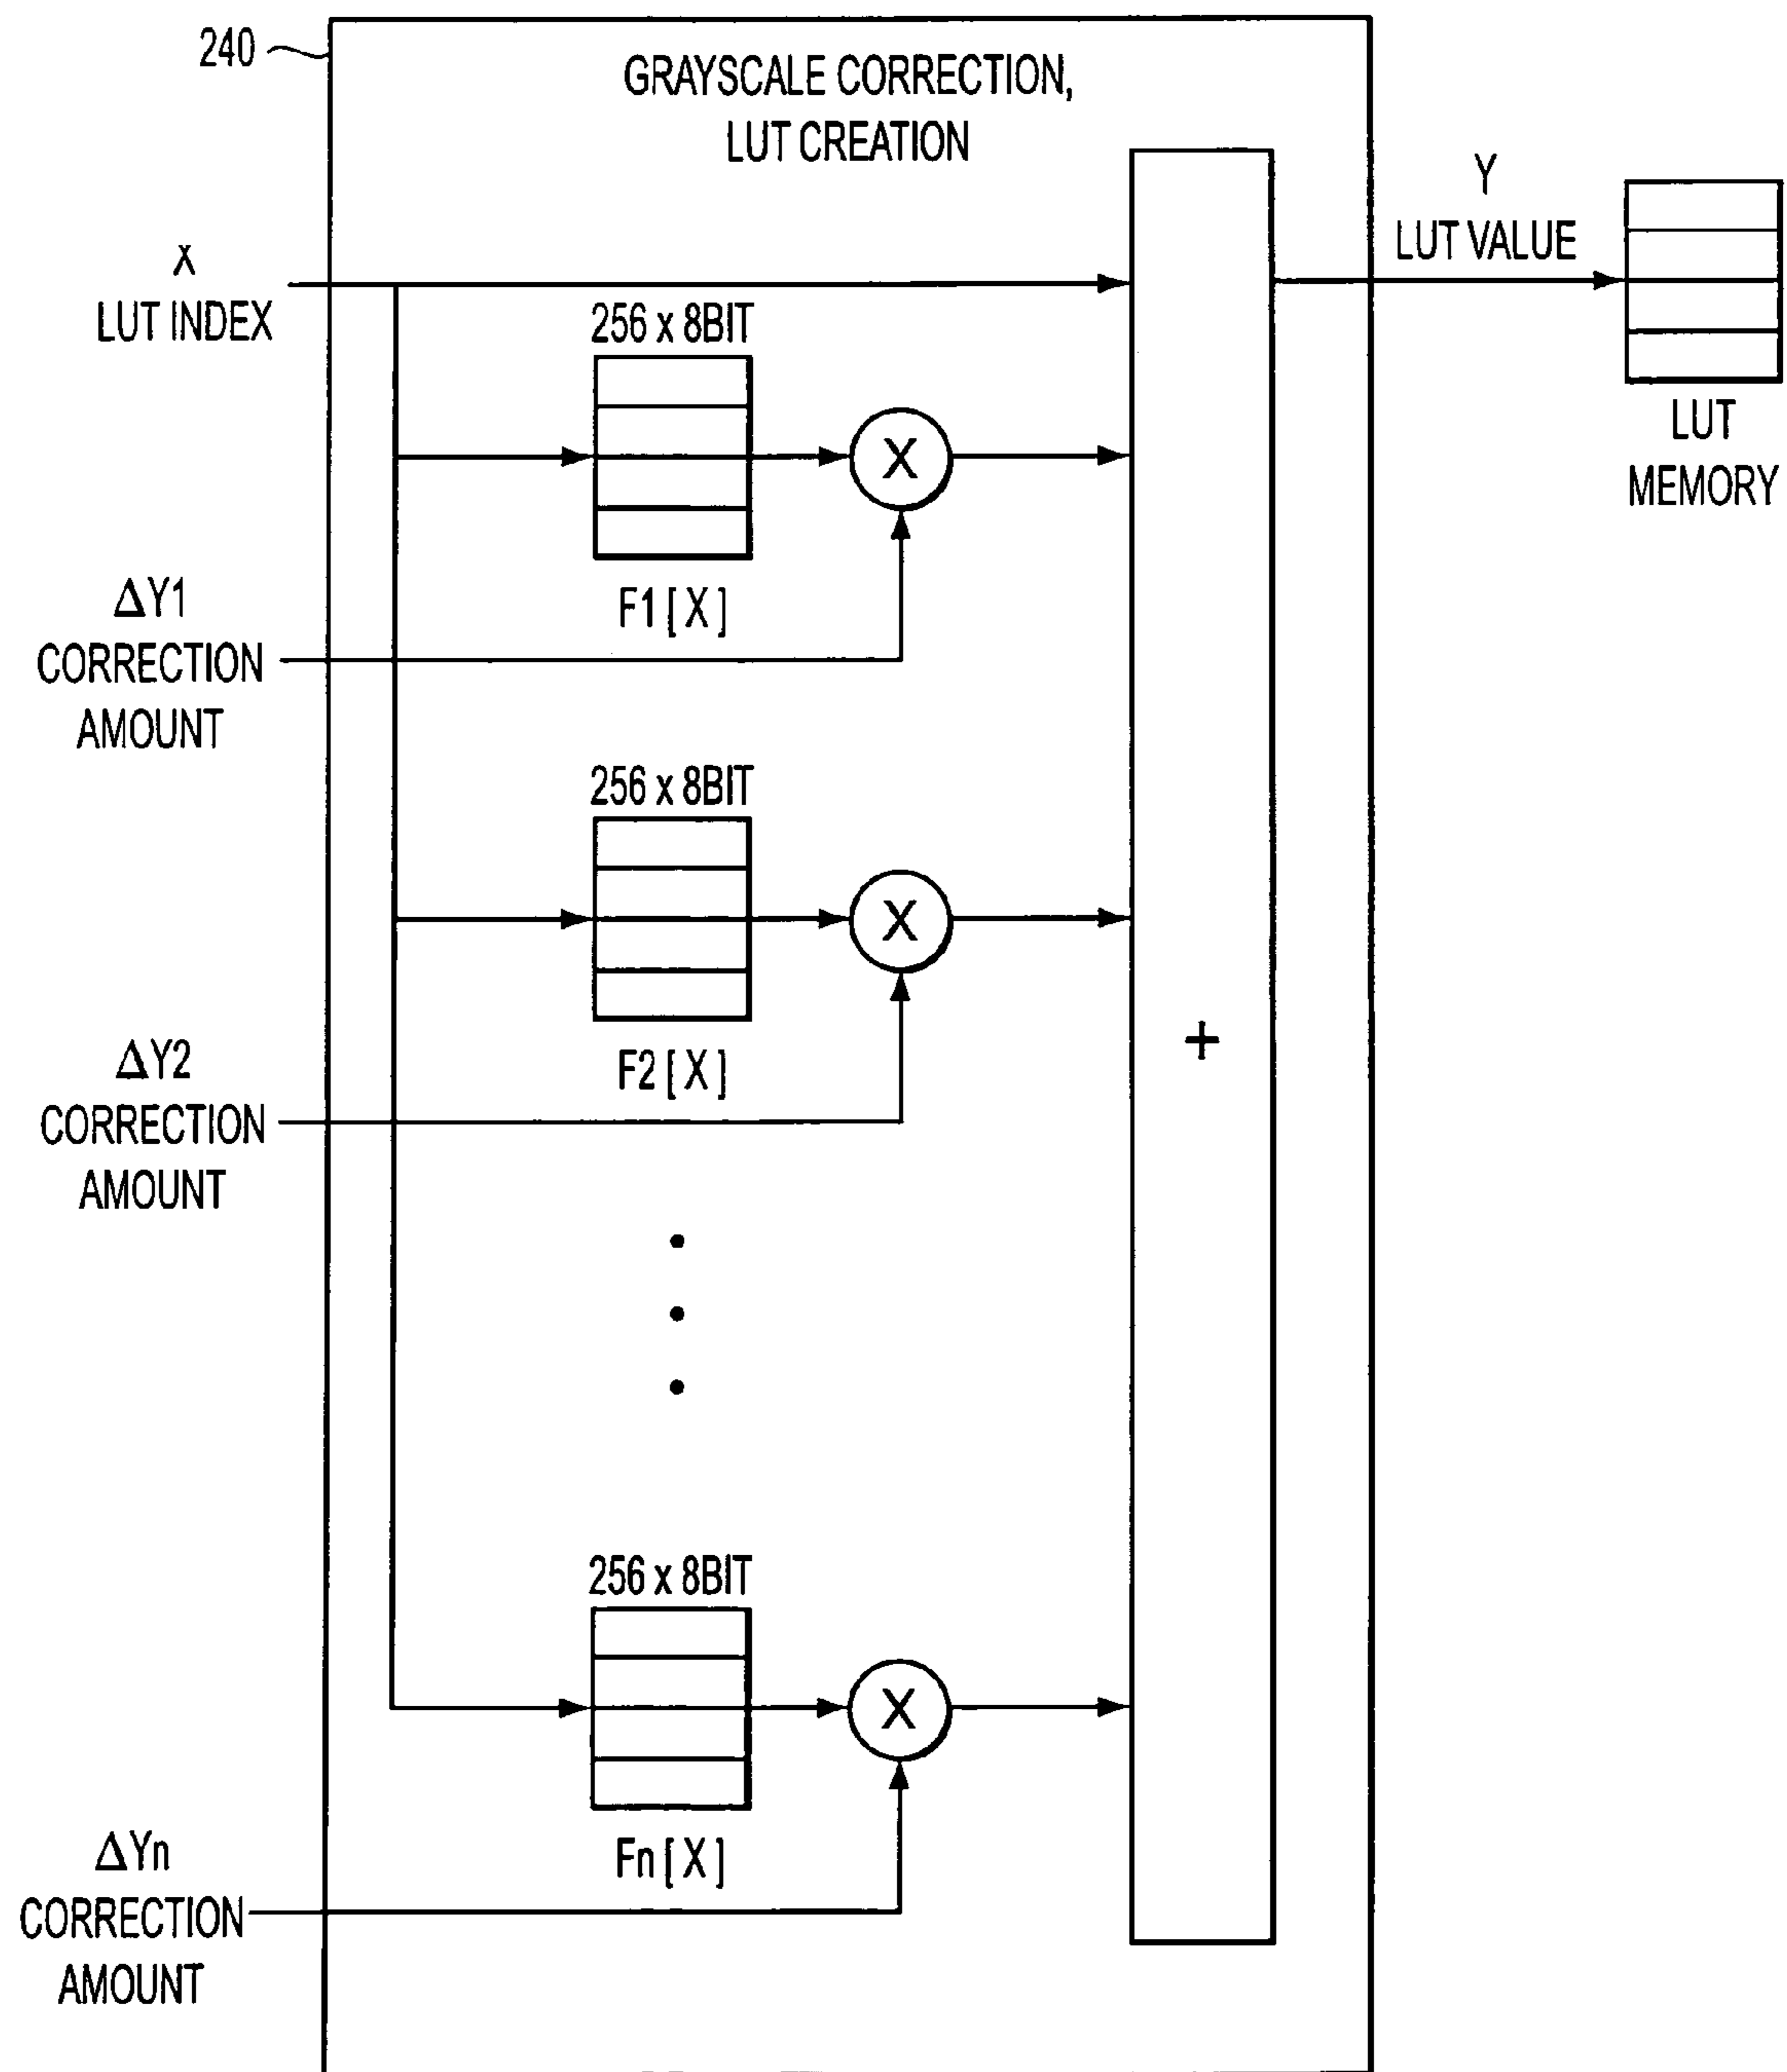 240
GRAYSCALE CORRECTION,
LUT CREATION
X
LUT INDEX
Y
LUT VALUE
LUT
MEMORY
256 x 8BIT
X
F1 [ X ]
ΔY1
CORRECTION
AMOUNT
256 x 8BIT
X
F2 [ X ]
ΔY2
CORRECTION
AMOUNT
+
256 x 8BIT
X
Fn [ X ]
ΔYn
CORRECTION
AMOUNT